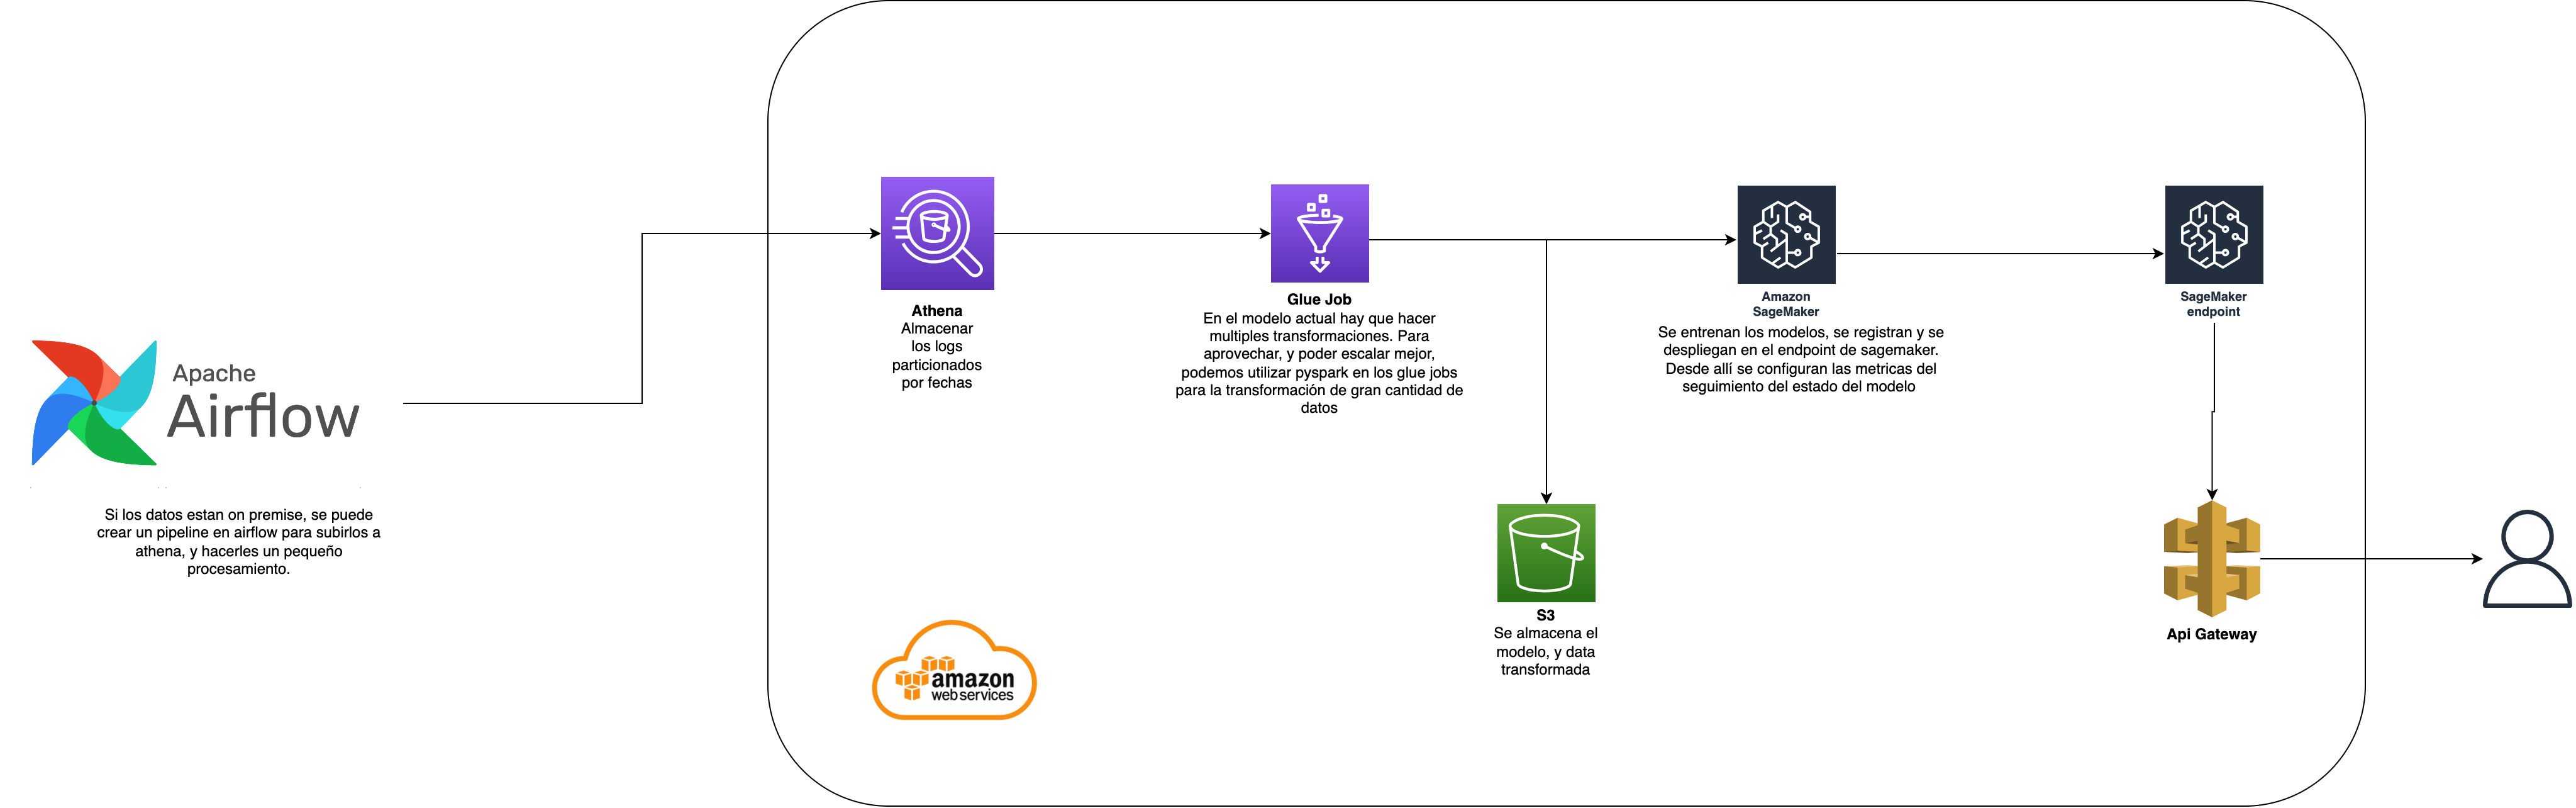 Apache
Airflow
Si los datos estan on premise, se puede
crear un pipeline en airflow para subirlos a
athena, y hacerles un pequeño
procesamiento.
Athena
Almacenar
los logs
particionados
por fechas
Glue Job
En el modelo actual hay que hacer
multiples transformaciones. Para
aprovechar, y poder escalar mejor,
podemos utilizar pyspark en los glue jobs
para la transformación de gran cantidad de
datos
Amazon
SageMaker
Se entrenan los modelos, se registran y se
despliegan en el endpoint de sagemaker.
Desde allí se configuran las metricas del
seguimiento del estado del modelo
SageMaker
endpoint
S3
Se almacena el
modelo, y data
transformada
Api Gateway
amazon
webservices